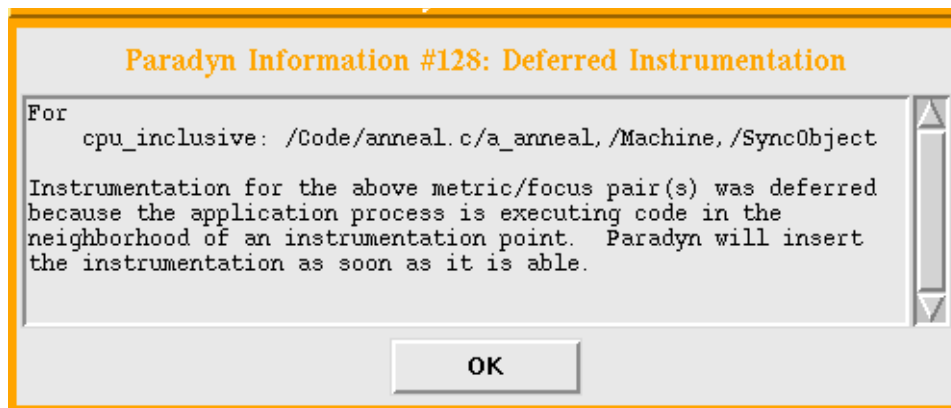 Paradyn Information #128: Deferred Instrumentation
For
cpu_inclusive: /Code/anneal.c/a_anneal,/Machine,/SyncObject
Instrumentation for the above metric/focus pair(s) was deferred
because the application process is executing code in the
neighborhood of an instrumentation point.  Paradyn will insert
the instrumentation as soon as it is able.
OK